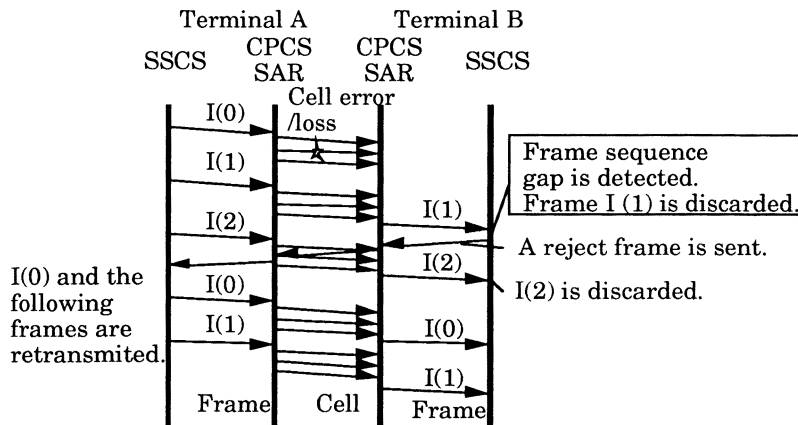 Terminal A
Terminal B
SSCS
CPCS
SAR
CPCS
SAR
SSCS
Cell error
/loss
I(0)
I(1)
I(2)
I(0)
I(1)
I(1)
I(2)
I(0)
I(1)
Frame sequence
gap is detected.
Frame I (1) is discarded.
A reject frame is sent.
I(2) is discarded.
I(0) and the
following
frames are
retransmited.
Frame
Cell
Frame